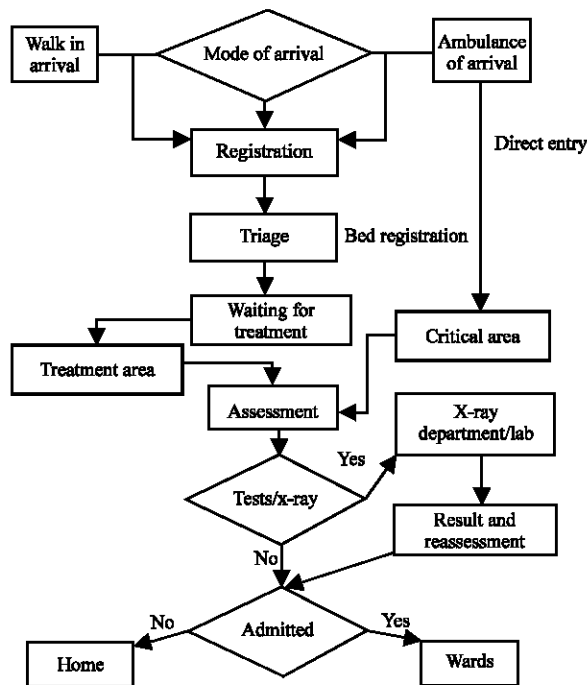 Walk in
arrival
Mode of arrival
Ambulance
of arrival
Registration
Direct entry
Triage
Bed registration
Waiting for
treatment
Treatment area
Critical area
Assessment
X-ray
department/lab
Yes
Tests/x-ray
Result and
reassessment
No
No
Admitted
Yes
Home
Wards